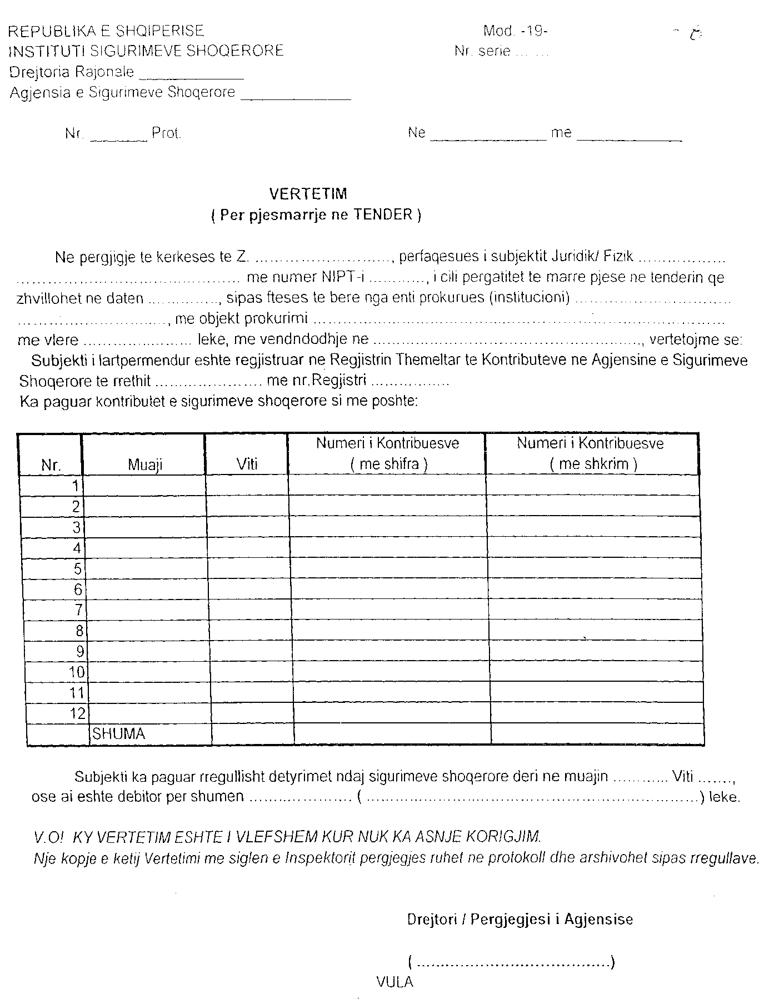 REPUBLIKA E SHQIPERISE
Mod. -19-
INSTITUTI SIGURIMEVE SHOQERORE
Nr. serie ... ...
Drejtoria Rajonale ______________
Agjensia e Sigurimeve Shoqerore ______________
Nr. _______ Prot.
Ne ______________ me ______________
VERTETIM
( Per pjesmarrje ne TENDER )
Ne pergjigje te kerkeses te Z. ............................, perfaqesues i subjektit Juridik/ Fizik ..................
............................................. me numer NIPT-i ............, i cili pergatitet te marre pjese ne tenderin qe
zhvillohet ne daten ..............., sipas fteses te bere nga enti prokurues (institucioni) ................................
.............................., me objekt prokurimi ....................................................................................
me vlere ...................... leke, me vendndodhje ne ......................................................., vertetojme se:
Subjekti i lartpermendur eshte regjistruar ne Regjistrin Themeltar te Kontributeve ne Agjensine e Sigurimeve
Shoqerore te rrethit ...................... me nr.Regjistri ................
Ka paguar kontributet e sigurimeve shoqerore si me poshte:
Nr. Muaji Viti Numeri i Kontribuesve ( me shifra ) Numeri i Kontribuesve ( me shkrim )
1
2
3
4
5
6
7
8
9
10
11
12
SHUMA
Subjekti ka paguar rregullisht detyrimet ndaj sigurimeve shoqerore deri ne muajin ............ Viti .......,
ose ai eshte debitor per shumen ..................... ( ....................................................................) leke.
V.O! KY VERTETIM ESHTE I VLEFSHEM KUR NUK KA ASNJE KORIGJIM.
Nje kopje e ketij Vertetimi me siglen e Inspektorit pergjegjes ruhet ne protokoll dhe arshivohet sipas rregullave.
Drejtori / Pergjegjesi i Agjensise
( ........................................)
VULA